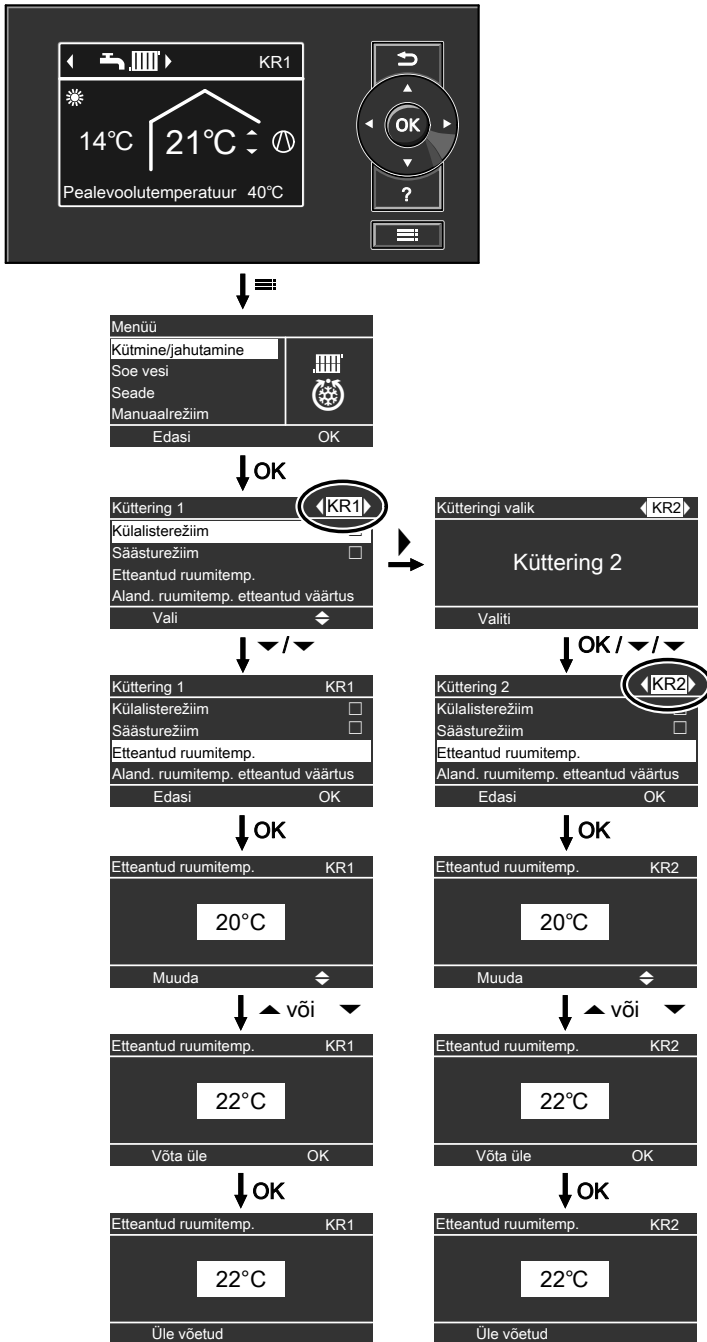 KR1
14°C 21°C
Pealevoolutemperatuur 40°C
OK
?
Menüü
Kütmine/jahutamine
Soe vesi
Seade
Manuaalrežiim
Edasi OK
OK
Küttering 1 KR1
Külalisterežiim
Säästurežiim
Etteantud ruumitemp.
Aland. ruumitemp. etteantud väärtus
Vali
Kütteringi valik KR2
Küttering 2
Valiti
/
OK / /
Küttering 1 KR1
Külalisterežiim
Säästurežiim
Etteantud ruumitemp.
Aland. ruumitemp. etteantud väärtus
Edasi OK
Küttering 2 KR2
Külalisterežiim
Säästurežiim
Etteantud ruumitemp.
Aland. ruumitemp. etteantud väärtus
Edasi OK
OK
OK
Etteantud ruumitemp. KR1
20°C
Muuda
Etteantud ruumitemp. KR2
20°C
Muuda
või
või
Etteantud ruumitemp. KR1
22°C
Võta üle OK
Etteantud ruumitemp. KR2
22°C
Võta üle OK
OK
OK
Etteantud ruumitemp. KR1
22°C
Üle võetud
Etteantud ruumitemp. KR2
22°C
Üle võetud